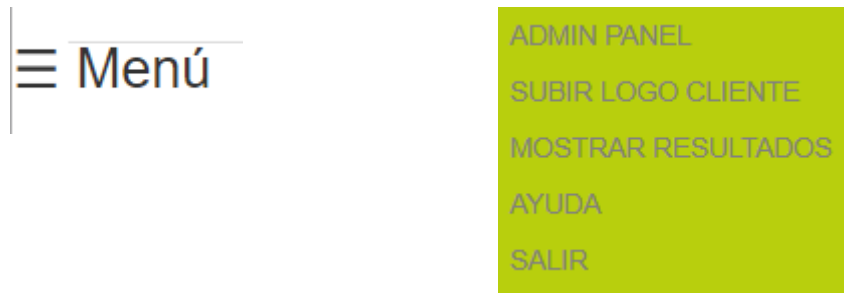 ☰ Menú
ADMIN PANEL
SUBIR LOGO CLIENTE
MOSTRAR RESULTADOS
AYUDA
SALIR